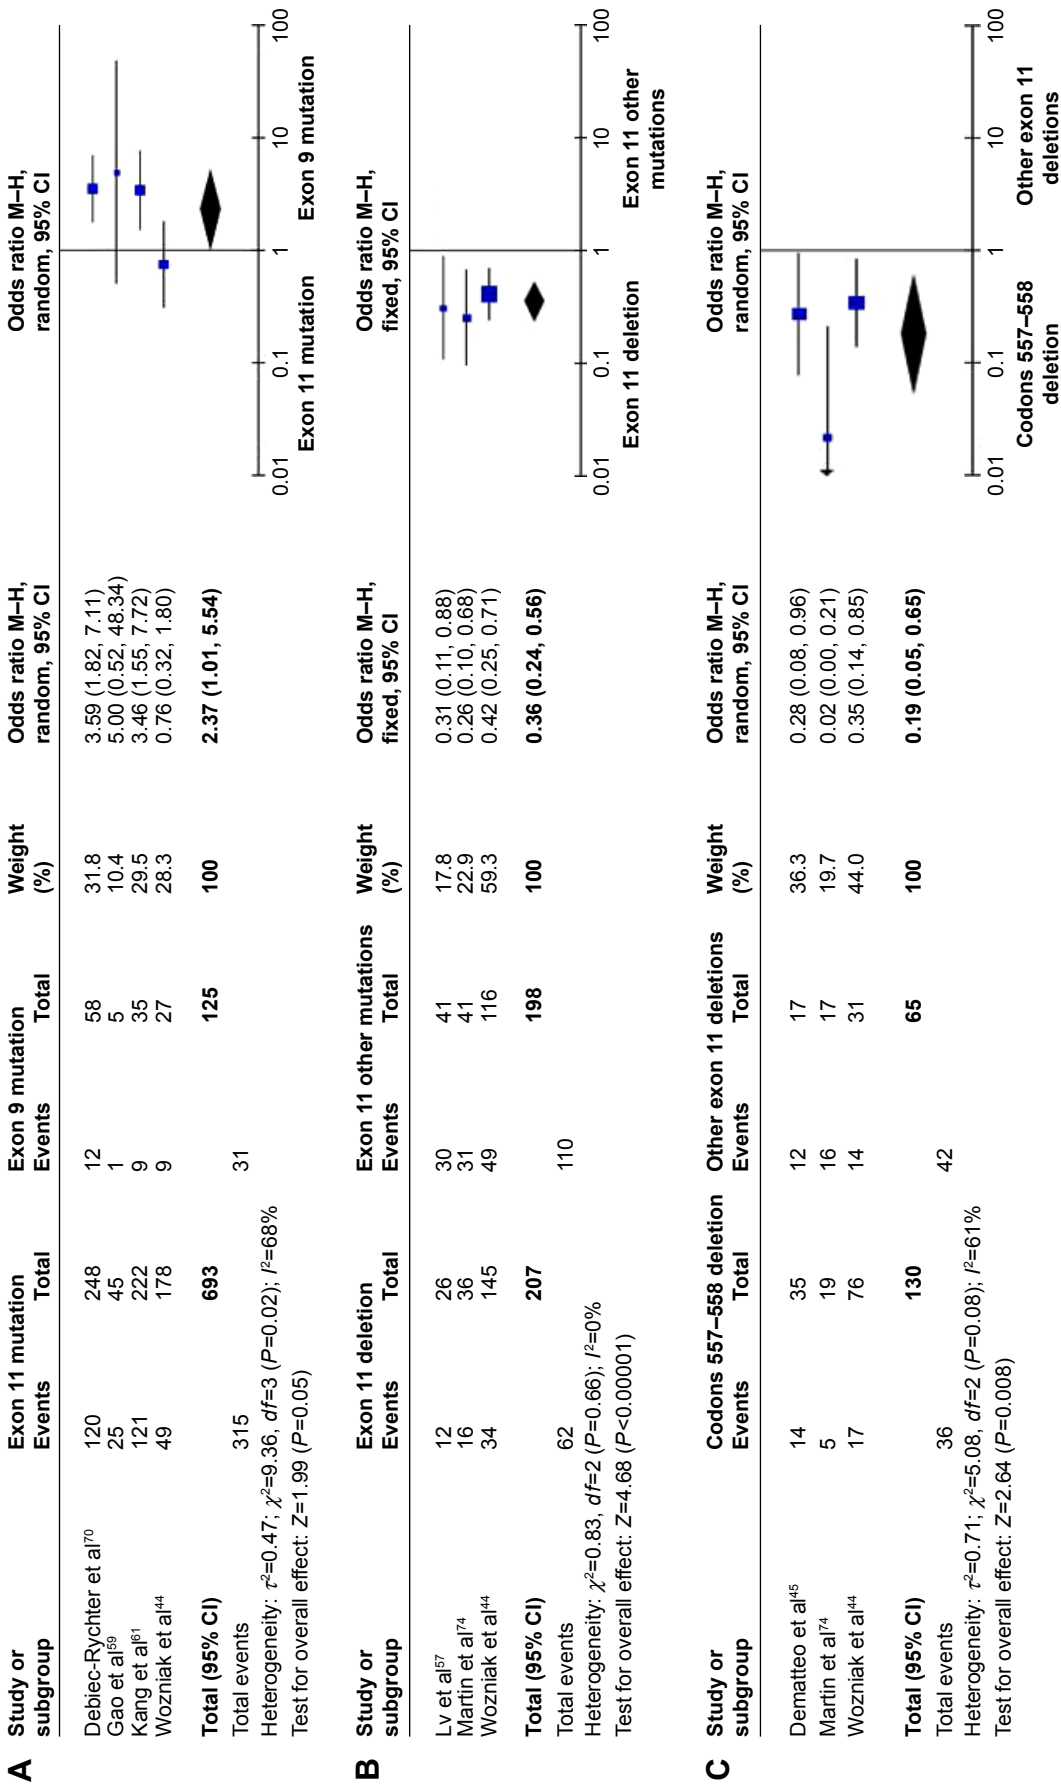 A
Study or subgroup Exon 11 mutation Exon 9 mutation Weight (%) Odds ratio M–H, random, 95% CI Odds ratio M–H, random, 95% CI
Events Total Events Total
Debiec-Rychter et al70 120 248 12 58 31.8 3.59 (1.82, 7.11)
Gao et al59 25 45 1 5 10.4 5.00 (0.52, 48.34)
Kang et al61 121 222 9 35 29.5 3.46 (1.55, 7.72)
Wozniak et al44 49 178 9 27 28.3 0.76 (0.32, 1.80)
Total (95% CI) 693 125 100 2.37 (1.01, 5.54)
Total events 315 31
Heterogeneity: τ2=0.47; χ2=9.36, df=3 (P=0.02); I2=68%
Test for overall effect: Z=1.99 (P=0.05)
0.01 0.1 1 10 100
Exon 11 mutation Exon 9 mutation
B
Study or subgroup Exon 11 deletion Exon 11 other mutations Weight (%) Odds ratio M–H, fixed, 95% CI Odds ratio M–H, fixed, 95% CI
Events Total Events Total
Lv et al57 12 26 30 41 17.8 0.31 (0.11, 0.88)
Martin et al74 16 36 31 41 22.9 0.26 (0.10, 0.68)
Wozniak et al44 34 145 49 116 59.3 0.42 (0.25, 0.71)
Total (95% CI) 207 198 100 0.36 (0.24, 0.56)
Total events 62 110
Heterogeneity: χ2=0.83, df=2 (P=0.66); I2=0%
Test for overall effect: Z=4.68 (P<0.00001)
0.01 0.1 1 10 100
Exon 11 deletion Exon 11 other mutations
C
Study or subgroup Codons 557–558 deletion Other exon 11 deletions Weight (%) Odds ratio M–H, random, 95% CI Odds ratio M–H, random, 95% CI
Events Total Events Total
Dematteo et al45 14 35 12 17 36.3 0.28 (0.08, 0.96)
Martin et al74 5 19 16 17 19.7 0.02 (0.00, 0.21)
Wozniak et al44 17 76 14 31 44.0 0.35 (0.14, 0.85)
Total (95% CI) 130 65 100 0.19 (0.05, 0.65)
Total events 36 42
Heterogeneity: τ2=0.71; χ2=5.08, df=2 (P=0.08); I2=61%
Test for overall effect: Z=2.64 (P=0.008)
0.01 0.1 1 10 100
Codons 557–558 deletion Other exon 11 deletions